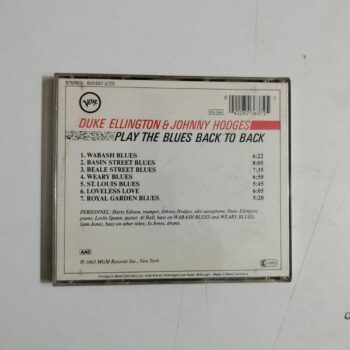 STEREO
Verve
DUKE ELLINGTON & JOHNNY HODGES
PLAY THE BLUES BACK TO BACK
1. WABASH BLUES 6:22
2. BASIN STREET BLUES 8:05
3. BEALE STREET BLUES 7:35
4. WEARY BLUES 6:50
5. ST. LOUIS BLUES 5:45
6. LOVELESS LOVE 6:05
7. ROYAL GARDEN BLUES 5:20
PERSONNEL: Harry Edison, trumpet; Johnny Hodges, alto saxophone; Duke Ellington,
piano; Leslie Spann, guitar; Al Hall, bass on WABASH BLUES and WEARY BLUES;
Sam Jones, bass on other titles; Jo Jones, drums.
AAD
℗ 1963 MGM Records Inc., New York